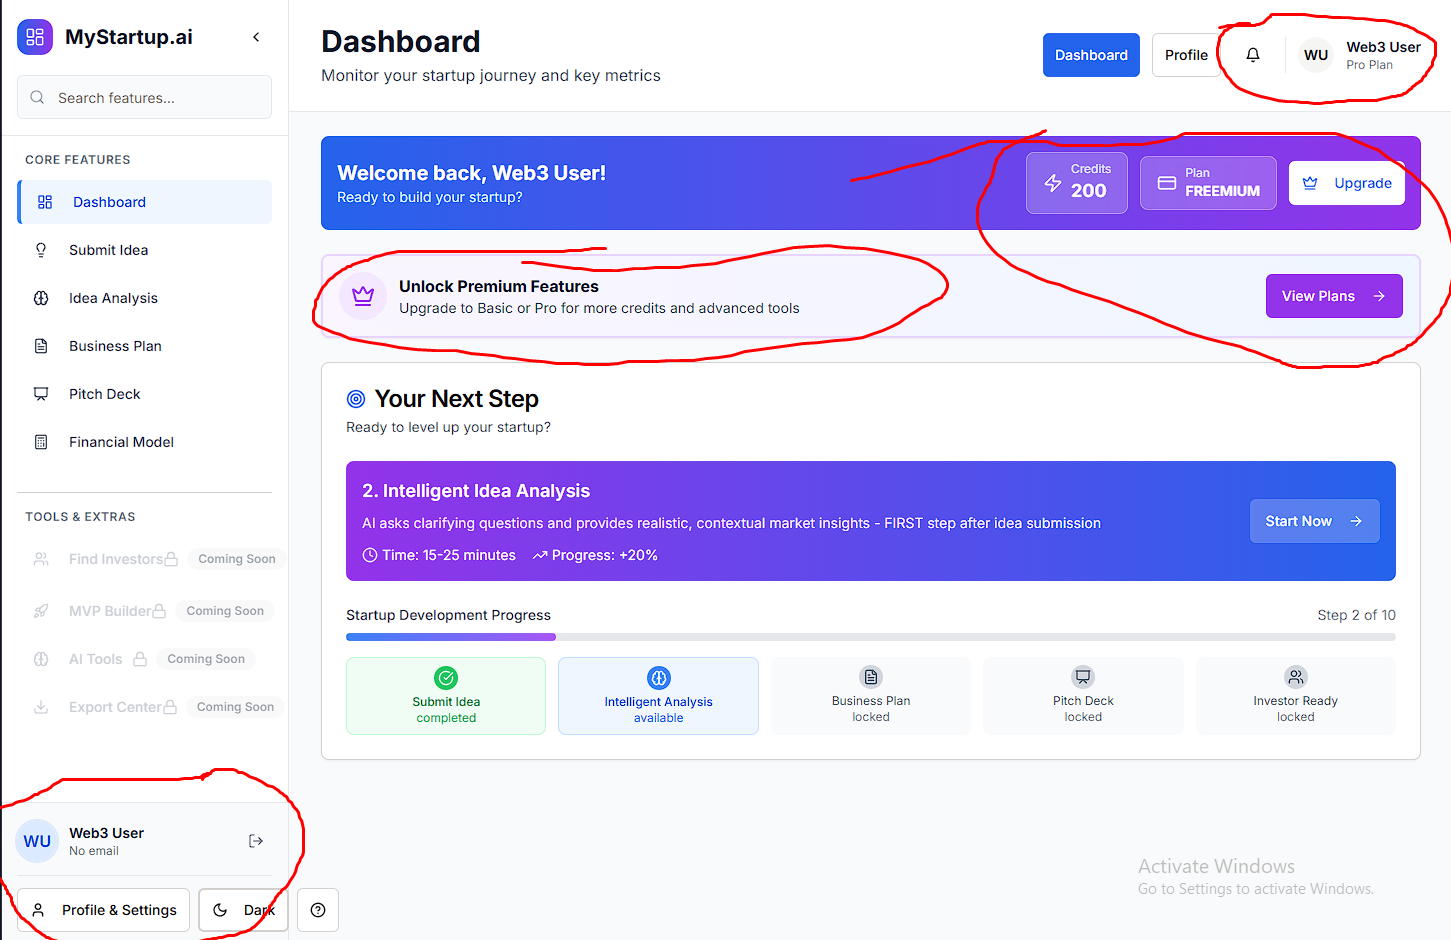 MyStartup.ai
Search features...
CORE FEATURES
Dashboard
Submit Idea
Idea Analysis
Business Plan
Pitch Deck
Financial Model
TOOLS & EXTRAS
Find Investors Coming Soon
MVP Builder Coming Soon
AI Tools Coming Soon
Export Center Coming Soon
WU Web3 User
No email
Profile & Settings Dark
Dashboard
Monitor your startup journey and key metrics
Dashboard Profile
WU Web3 User
Pro Plan
Welcome back, Web3 User!
Ready to build your startup?
Credits
200
Plan
FREEMIUM
Upgrade
Unlock Premium Features
Upgrade to Basic or Pro for more credits and advanced tools
View Plans
Your Next Step
Ready to level up your startup?
2. Intelligent Idea Analysis
AI asks clarifying questions and provides realistic, contextual market insights - FIRST step after idea submission
Time: 15-25 minutes Progress: +20%
Start Now
Startup Development Progress Step 2 of 10
Submit Idea
completed
Intelligent Analysis
available
Business Plan
locked
Pitch Deck
locked
Investor Ready
locked
Activate Windows
Go to Settings to activate Windows.